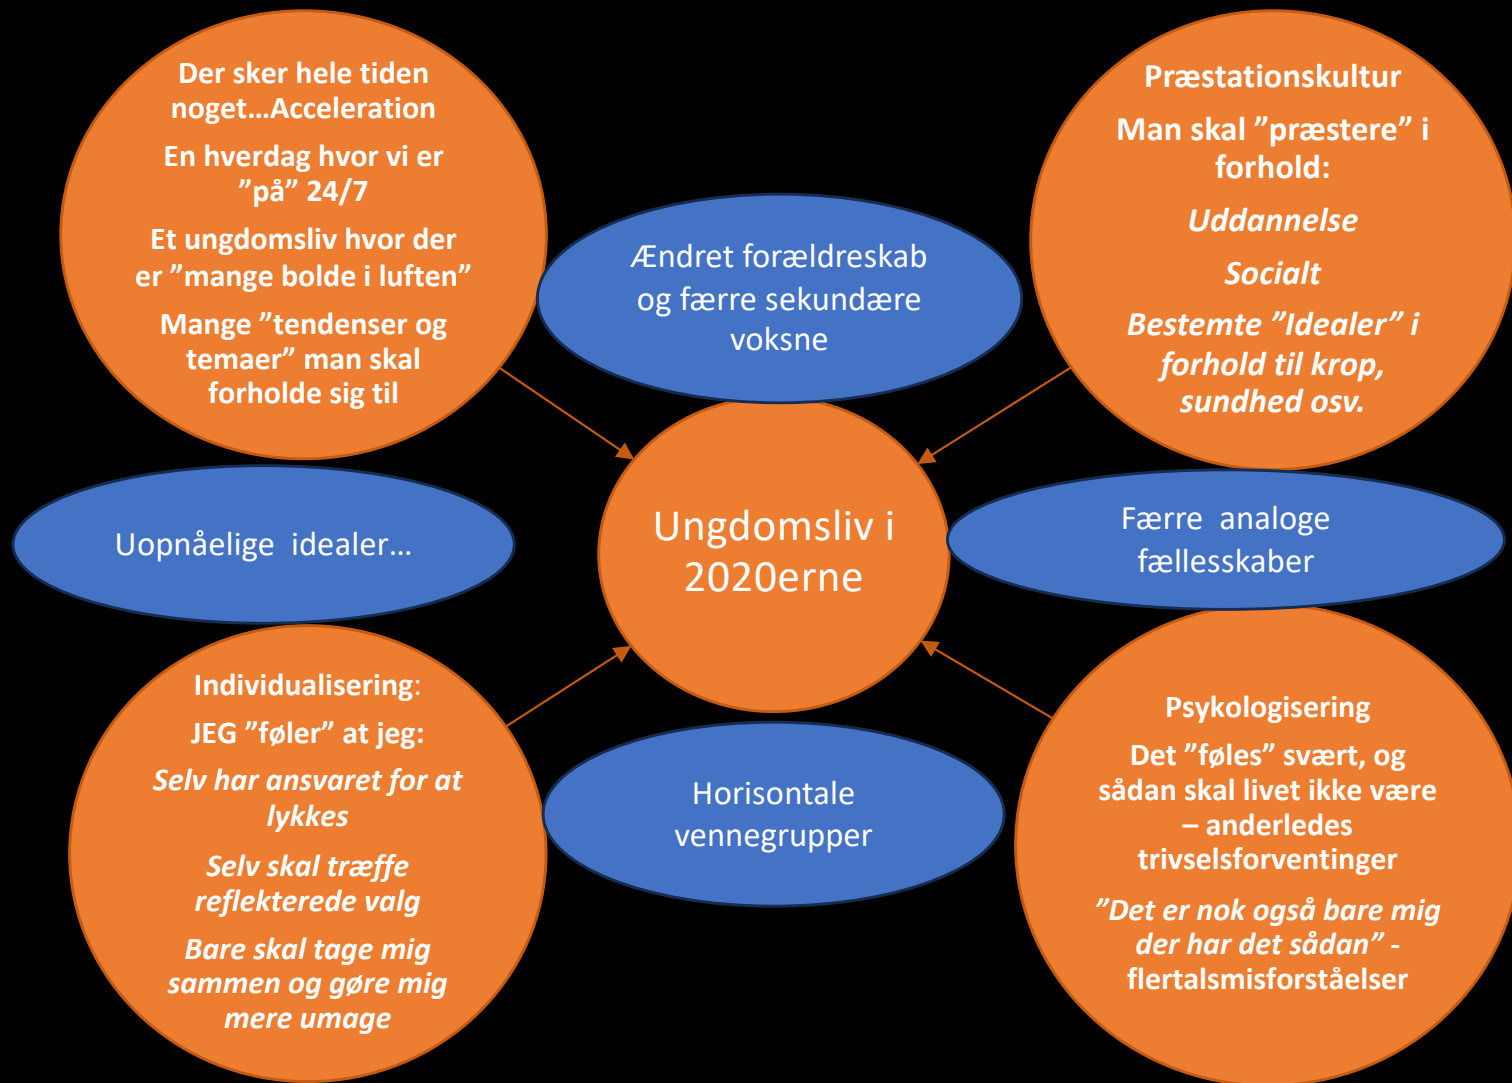 Der sker hele tiden
noget…Acceleration
En hverdag hvor vi er
”på” 24/7
Et ungdomsliv hvor der
er ”mange bolde i luften”
Mange ”tendenser og
temaer” man skal
forholde sig til
Ændret forældreskab
og færre sekundære
voksne
Præstationskultur
Man skal ”præstere” i
forhold:
Uddannelse
Socialt
Bestemte ”Idealer” i
forhold til krop,
sundhed osv.
Uopnåelige idealer…
Ungdomsliv i
2020erne
Færre analoge
fællesskaber
Individualisering:
JEG ”føler” at jeg:
Selv har ansvaret for at
lykkes
Selv skal træffe
reflekterede valg
Bare skal tage mig
sammen og gøre mig
mere umage
Horisontale
vennegrupper
Psykologisering
Det ”føles” svært, og
sådan skal livet ikke være
– anderledes
trivselsforventinger
”Det er nok også bare mig
der har det sådan” -
flertalsmisforståelser